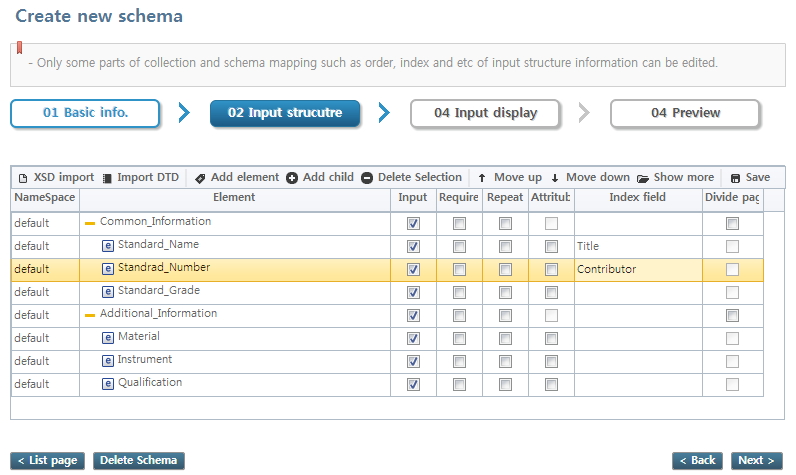 Create new schema
- Only some parts of collection and schema mapping such as order, index and etc of input structure information can be edited.
01 Basic info. 02 Input strucutre 04 Input display 04 Preview
XSD import Import DTD Add element Add child Delete Selection Move up Move down Show more Save
NameSpace Element Input Require Repeat Attritub Index field Divide pag
default Common_Information
default e Standard_Name Title
default e Standrad_Number Contributor
default e Standard_Grade
default Additional_Information
default e Material
default e Instrument
default e Qualification
< List page Delete Schema < Back Next >